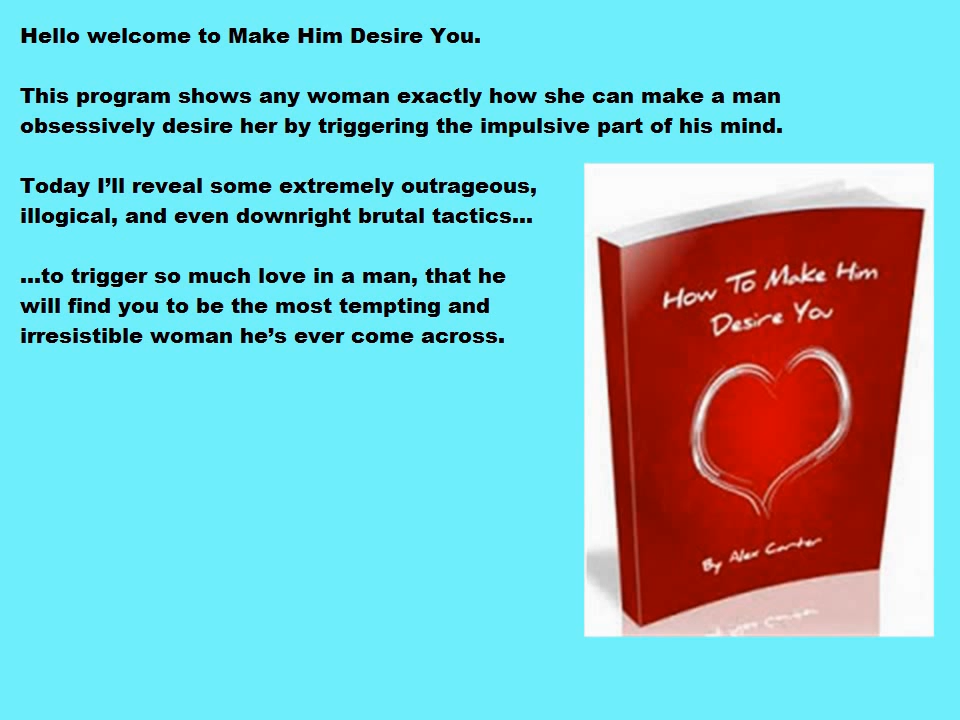 Hello welcome to Make Him Desire You.
This program shows any woman exactly how she can make a man
obsessively desire her by triggering the impulsive part of his mind.
Today I’ll reveal some extremely outrageous,
illogical, and even downright brutal tactics...
...to trigger so much love in a man, that he
will find you to be the most tempting and
irresistible woman he’s ever come across.
How To Make Him
Desire You
By Alex Carter